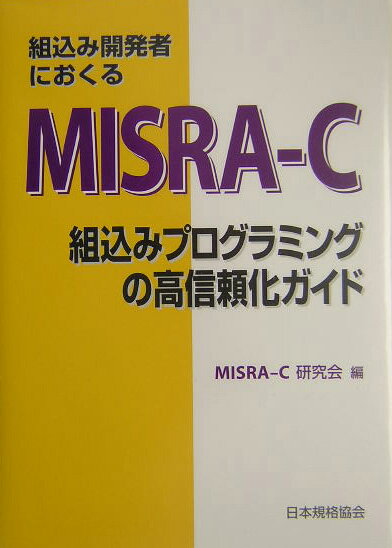 組込み開発者
におくる
MISRA-C
組込みプログラミング
の高信頼化ガイド
MISRA-C 研究会 編
日本規格協会